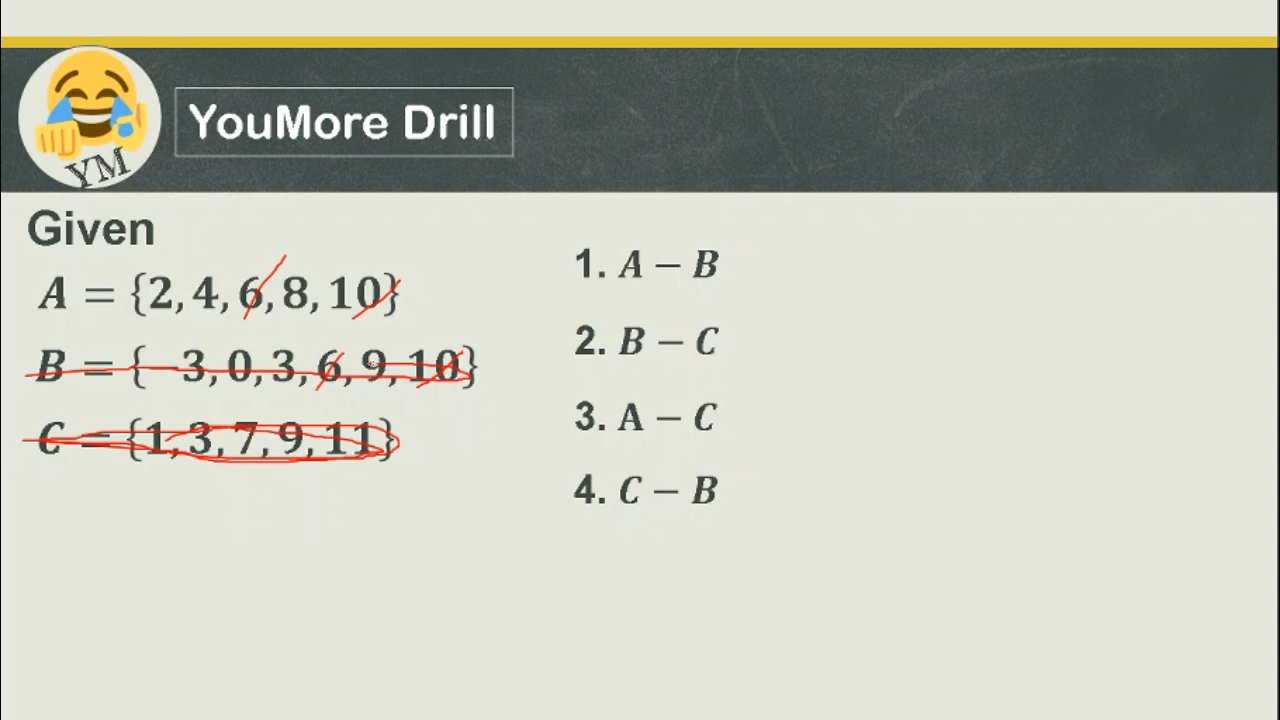 YM
YouMore Drill
Given
A = {2, 4, 6, 8, 10}
B = {−3, 0, 3, 6, 9, 10}
C = {1, 3, 7, 9, 11}
1. A − B
2. B − C
3. A − C
4. C − B